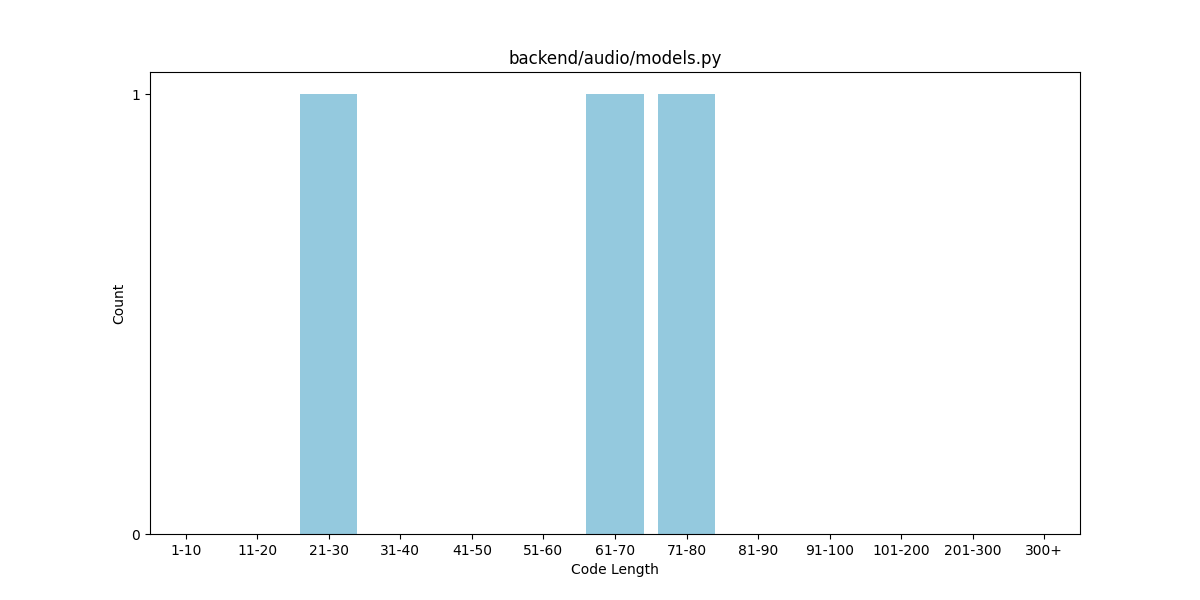 backend/audio/models.py
1
Count
0
1-10 11-20 21-30 31-40 41-50 51-60 61-70 71-80 81-90 91-100 101-200 201-300 300+
Code Length